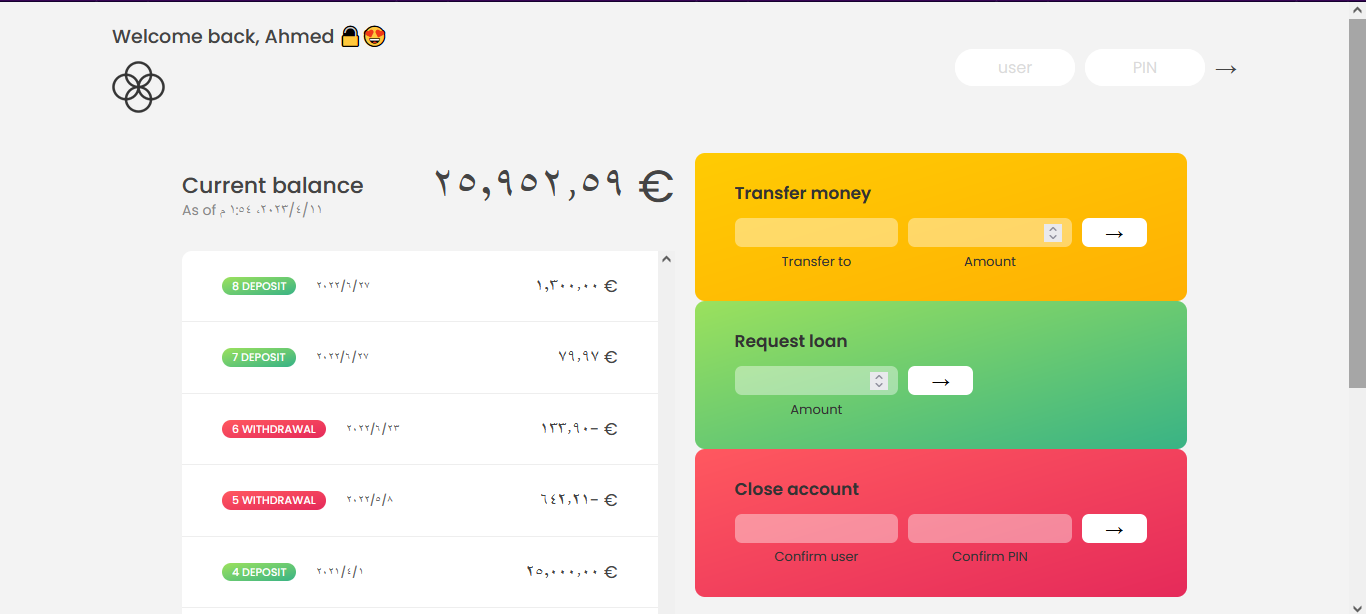 Welcome back, Ahmed 🔒😍
user PIN →
Current balance ٢٥,٩٥٢,٥٩ €
As of ٢٠٢٣/٤/١١، ١:٥٤ م
8 DEPOSIT ٢٠٢٢/٦/٢٧ ١,٣٠٠,٠٠ €
7 DEPOSIT ٢٠٢٢/٦/٢٧ ٧٩,٩٧ €
6 WITHDRAWAL ٢٠٢٢/٦/٢٣ ١٣٣,٩٠- €
5 WITHDRAWAL ٢٠٢٢/٥/٨ ٦٤٢,٢١- €
4 DEPOSIT ٢٠٢١/٤/١ ٢٥,٠٠٠,٠٠ €
Transfer money
→
Transfer to Amount
Request loan
→
Amount
Close account
→
Confirm user Confirm PIN